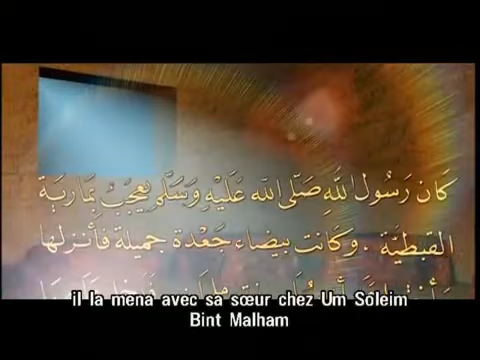 كَانَ رَسُولُ اللهِ صَلَّى اللهُ عَلَيْهِ وَسَلَّمَ يُعْجَبُ بِمَارِيَةَ
القِبْطِيَّة . وَكَانَتْ بَيْضَاءَ جَعْدَة جَمِيلَة فَأَنْزَلَهَا
il la mena avec sa sœur chez Um Soleim
Bint Malham